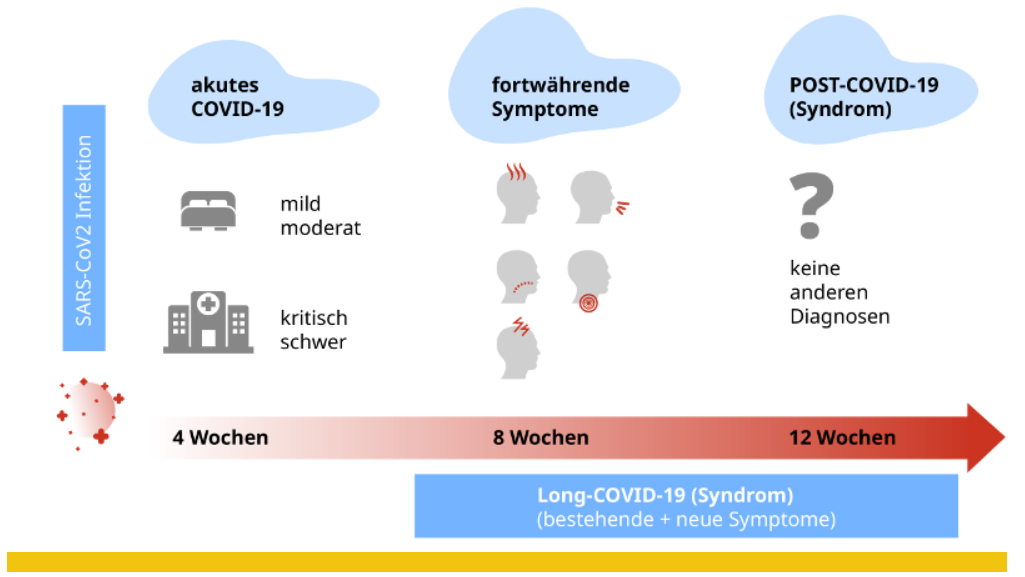 SARS-CoV2 Infektion
akutes
COVID-19
mild
moderat
kritisch
schwer
fortwährende
Symptome
POST-COVID-19
(Syndrom)
?
keine
anderen
Diagnosen
4 Wochen
8 Wochen
12 Wochen
Long-COVID-19 (Syndrom)
(bestehende + neue Symptome)